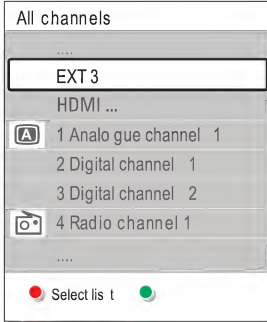 All channels
....
EXT 3
HDMI ...
A 1 Analo gue channel 1
2 Digital channel 1
3 Digital channel 2
4 Radio channel 1
....
Select lis t